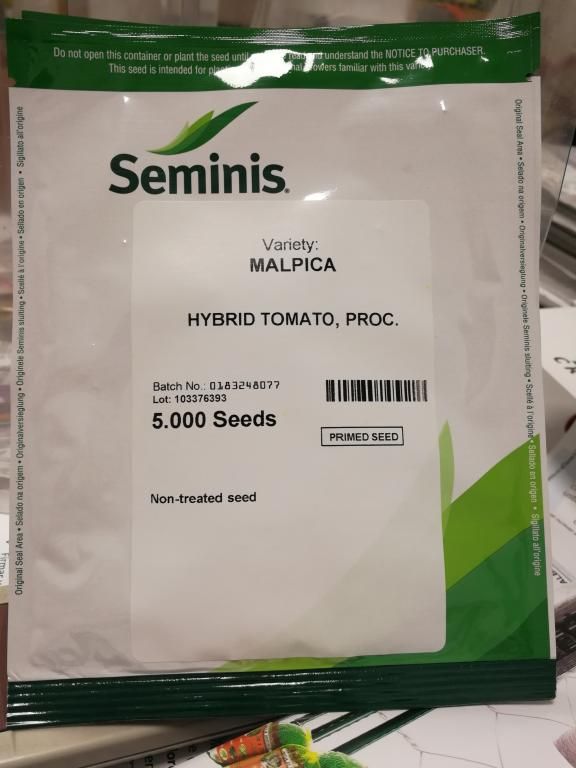 Do not open this container or plant the seed until read and understand the NOTICE TO PURCHASER.
This seed is intended for growers familiar with this
Seminis
Variety:
MALPICA
HYBRID TOMATO, PROC.
Batch No.: 0183248077
Lot: 103376393
5.000 Seeds
PRIMED SEED
Non-treated seed
Original Seal Area • Selado na origem • Originalversieglung • Originele Seminis sluiting • Scellé à l'origine • Sellado en origen • Sigillato all'origine
Original Seal Area • Selado na origem • Originalversieglung • Originele Seminis sluiting • Scellé à l'origine • Sellado en origen • Sigillato all'origine